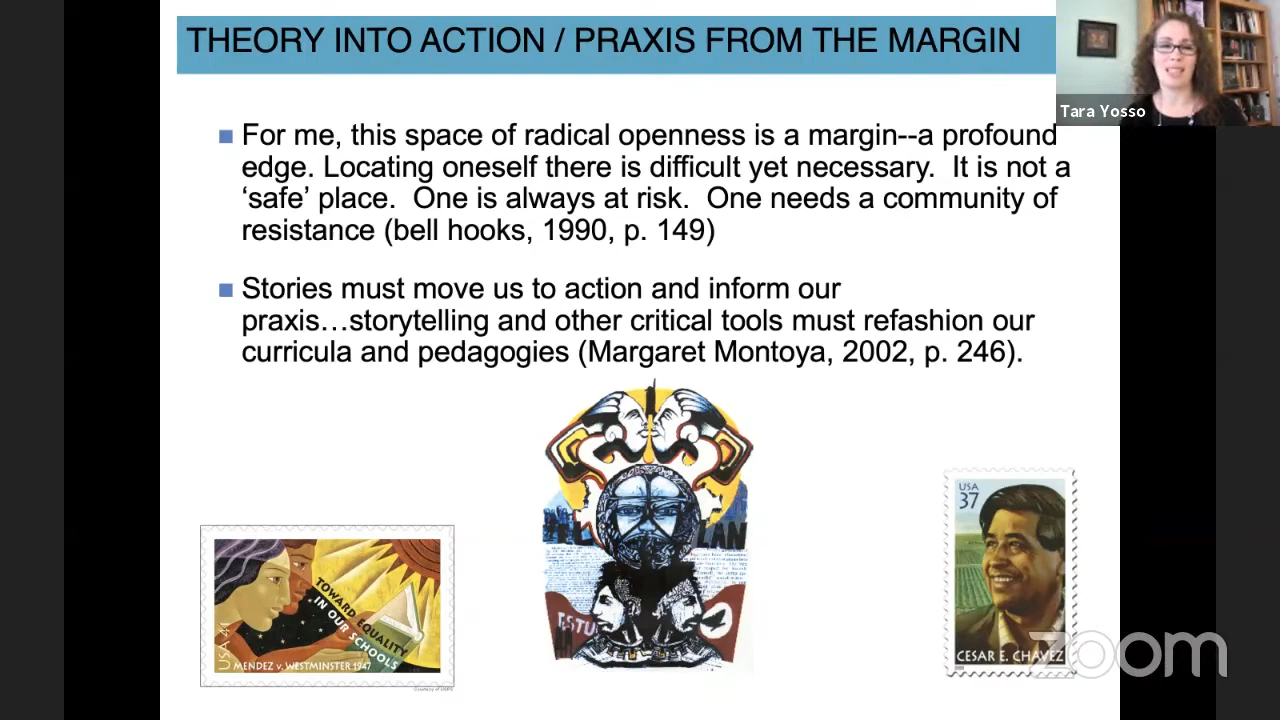 THEORY INTO ACTION / PRAXIS FROM THE MARGIN
Tara Yosso
For me, this space of radical openness is a margin--a profound
edge. Locating oneself there is difficult yet necessary.  It is not a
‘safe’ place.  One is always at risk.  One needs a community of
resistance (bell hooks, 1990, p. 149)
Stories must move us to action and inform our
praxis…storytelling and other critical tools must refashion our
curricula and pedagogies (Margaret Montoya, 2002, p. 246).
USA 41
TOWARD EQUALITY
IN OUR SCHOOLS
MENDEZ v. WESTMINSTER 1947
USA
37
CESAR E. CHAVEZ
zoom